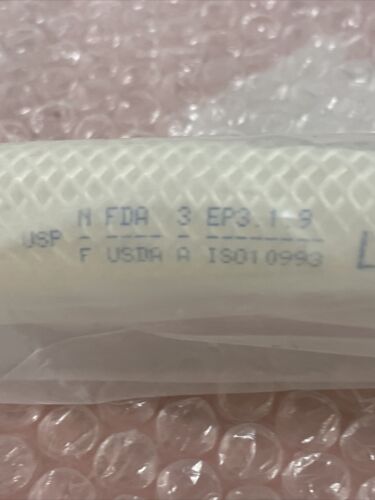 N FDA 3 EP3.1.9
USP
F USDA A ISO10993
L